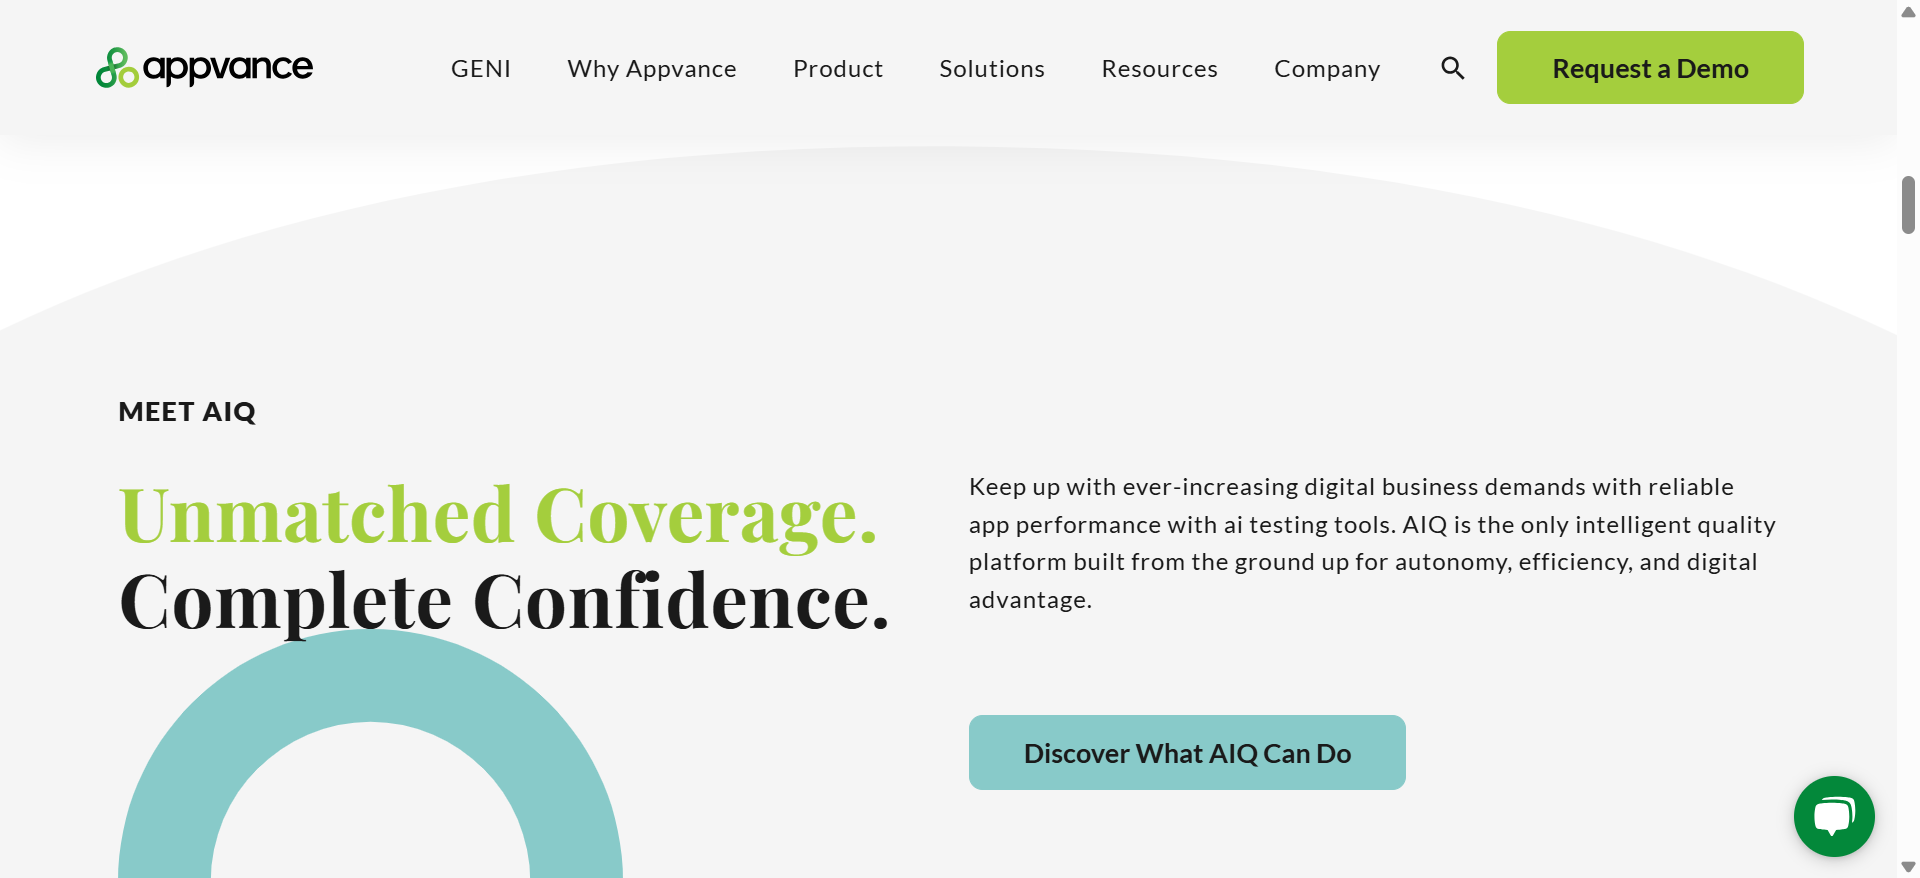 appvance
GENI
Why Appvance
Product
Solutions
Resources
Company
Request a Demo
MEET AIQ
Unmatched Coverage.
Complete Confidence.
Keep up with ever-increasing digital business demands with reliable
app performance with ai testing tools. AIQ is the only intelligent quality
platform built from the ground up for autonomy, efficiency, and digital
advantage.
Discover What AIQ Can Do